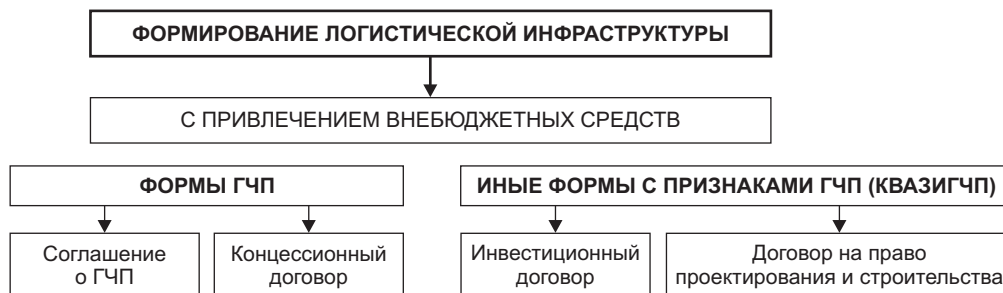 ФОРМИРОВАНИЕ ЛОГИСТИЧЕСКОЙ ИНФРАСТРУКТУРЫ
С ПРИВЛЕЧЕНИЕМ ВНЕБЮДЖЕТНЫХ СРЕДСТВ
ФОРМЫ ГЧП
ИНЫЕ ФОРМЫ С ПРИЗНАКАМИ ГЧП (КВАЗИГЧП)
Соглашение
о ГЧП
Концессионный
договор
Инвестиционный
договор
Договор на право
проектирования и строительства